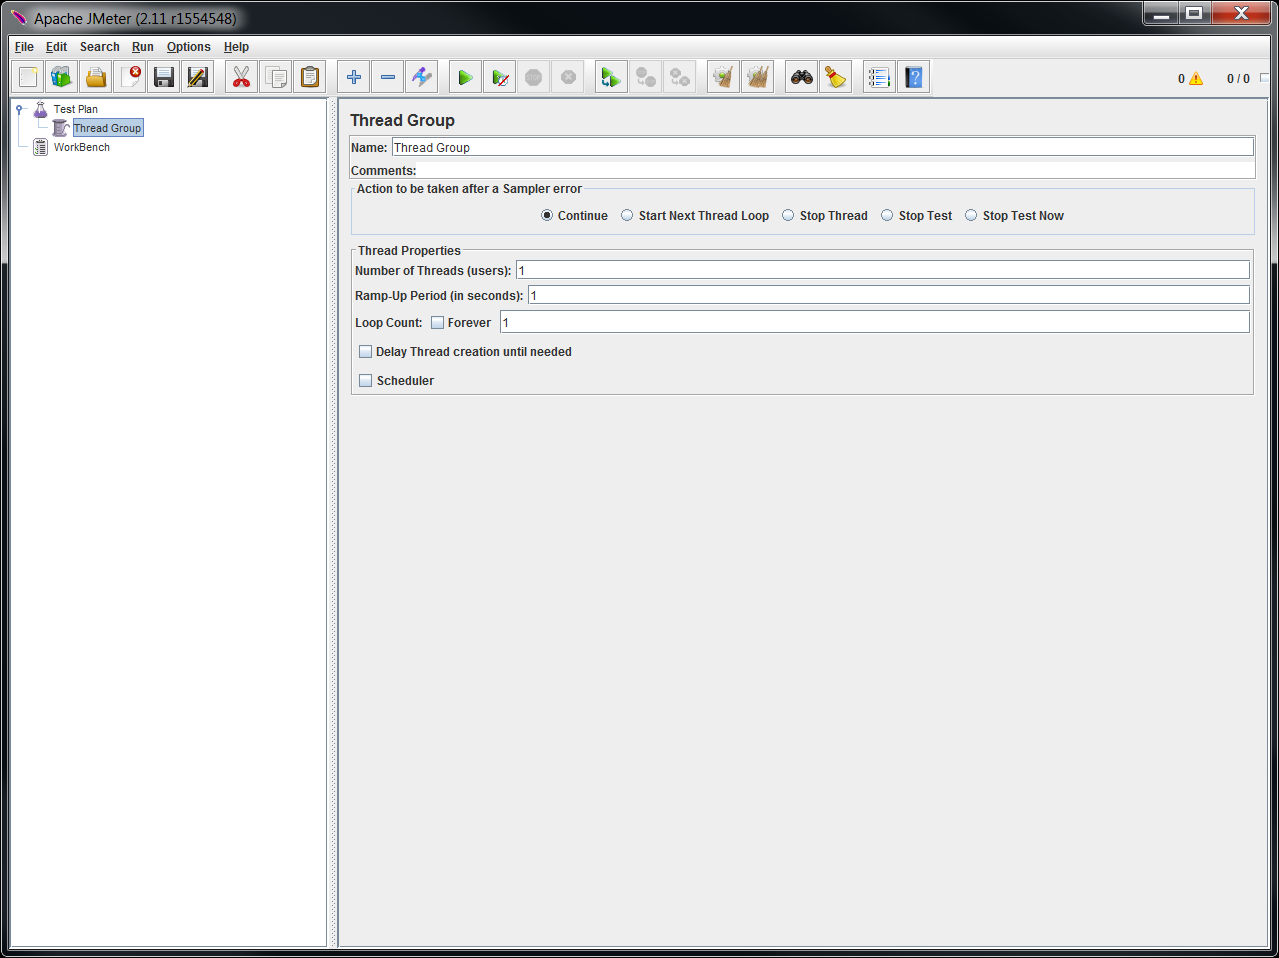 Apache JMeter (2.11 r1554548)
File Edit Search Run Options Help
0 0 / 0
Test Plan
Thread Group
WorkBench
Thread Group
Name: Thread Group
Comments:
Action to be taken after a Sampler error
Continue Start Next Thread Loop Stop Thread Stop Test Stop Test Now
Thread Properties
Number of Threads (users): 1
Ramp-Up Period (in seconds): 1
Loop Count: Forever 1
Delay Thread creation until needed
Scheduler